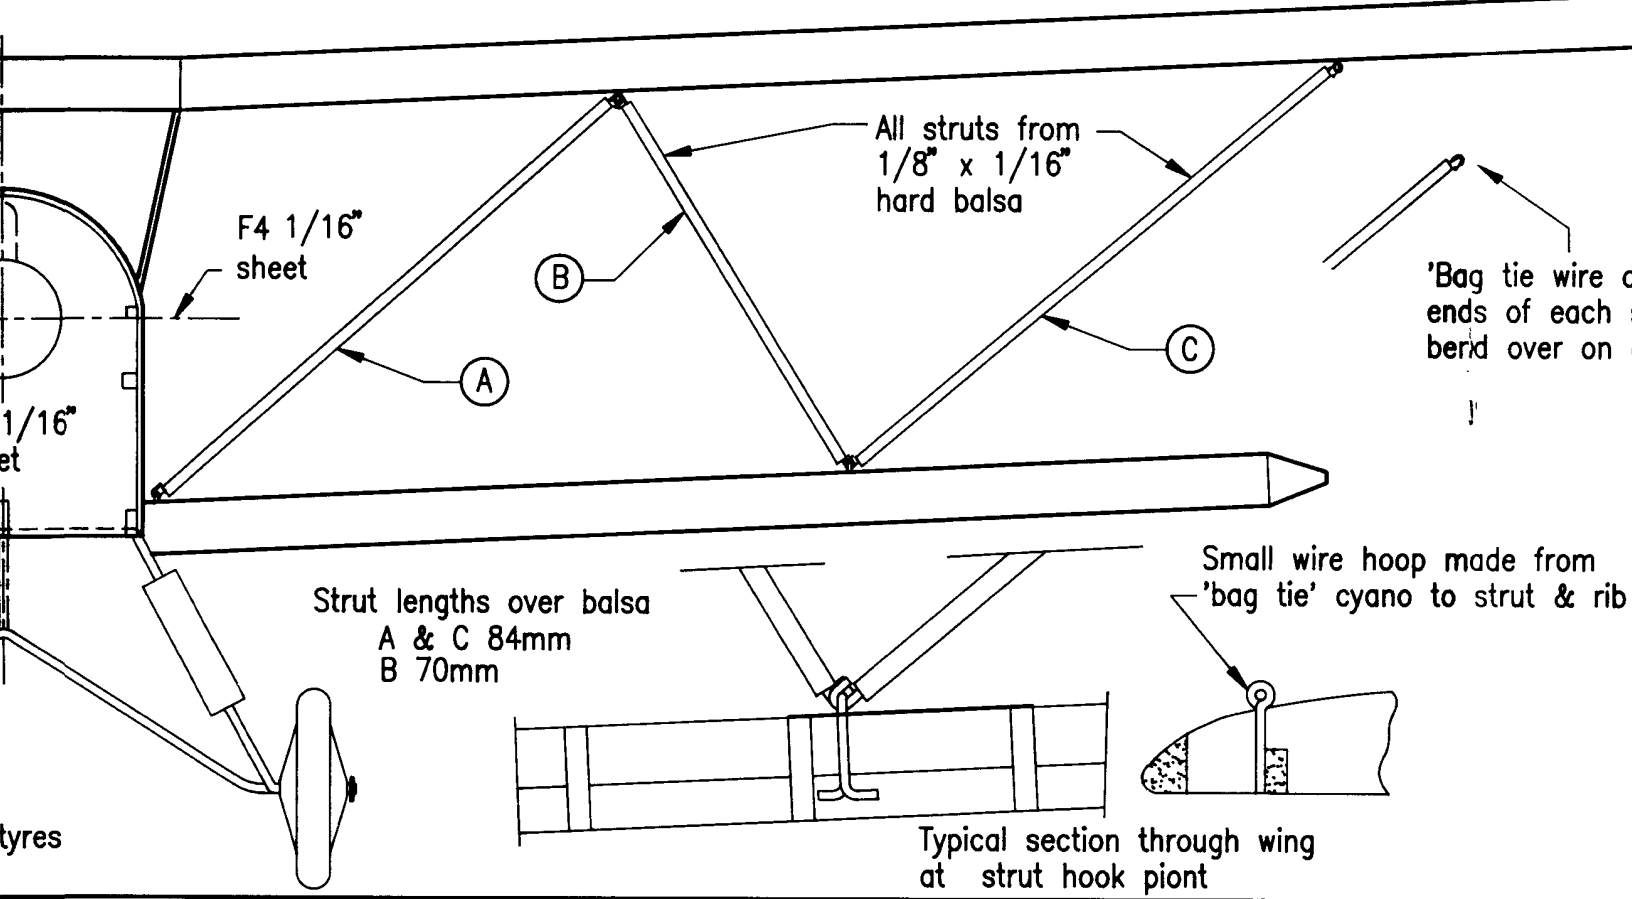 All struts from
1/8" x 1/16"
hard balsa
F4 1/16"
sheet
B
'Bag tie wire
ends of each
bend over on
C
A
1/16"
Small wire hoop made from
'bag tie' cyano to strut & rib
Strut lengths over balsa
A & C 84mm
B 70mm
tyres
Typical section through wing
at strut hook piont